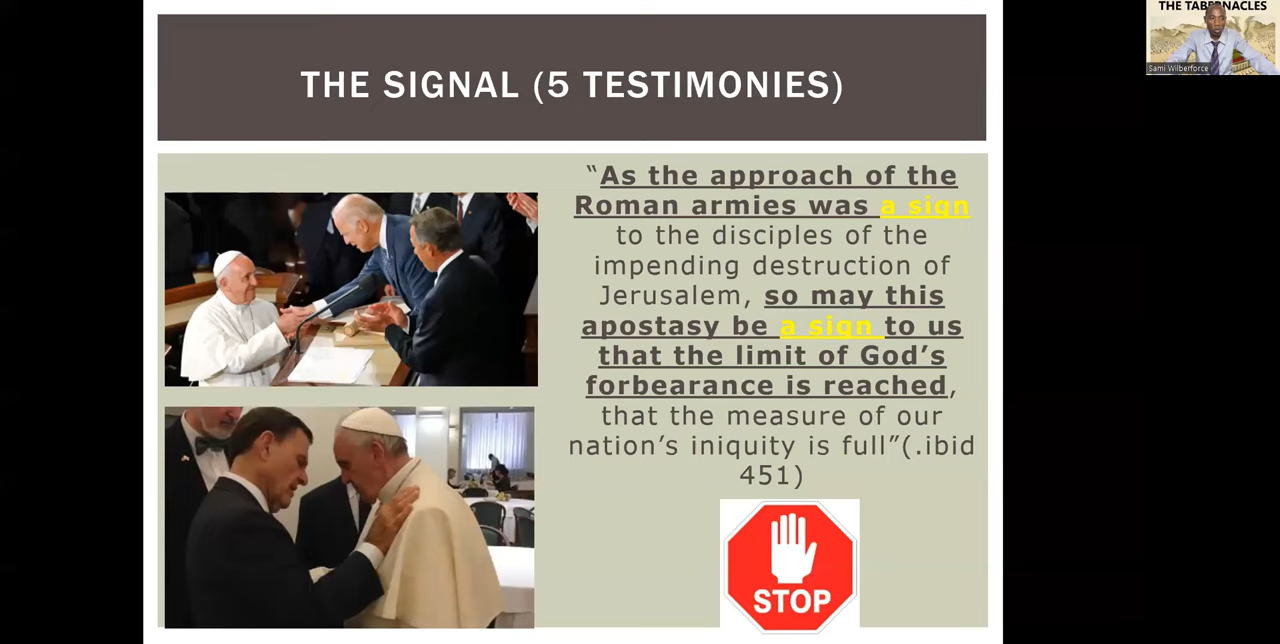 THE SIGNAL (5 TESTIMONIES)
“As the approach of the
Roman armies was a sign
to the disciples of the
impending destruction of
Jerusalem, so may this
apostasy be a sign to us
that the limit of God’s
forbearance is reached,
that the measure of our
nation’s iniquity is full”(.ibid
451)
STOP
THE TABERNACLES
Sami Wilberforce